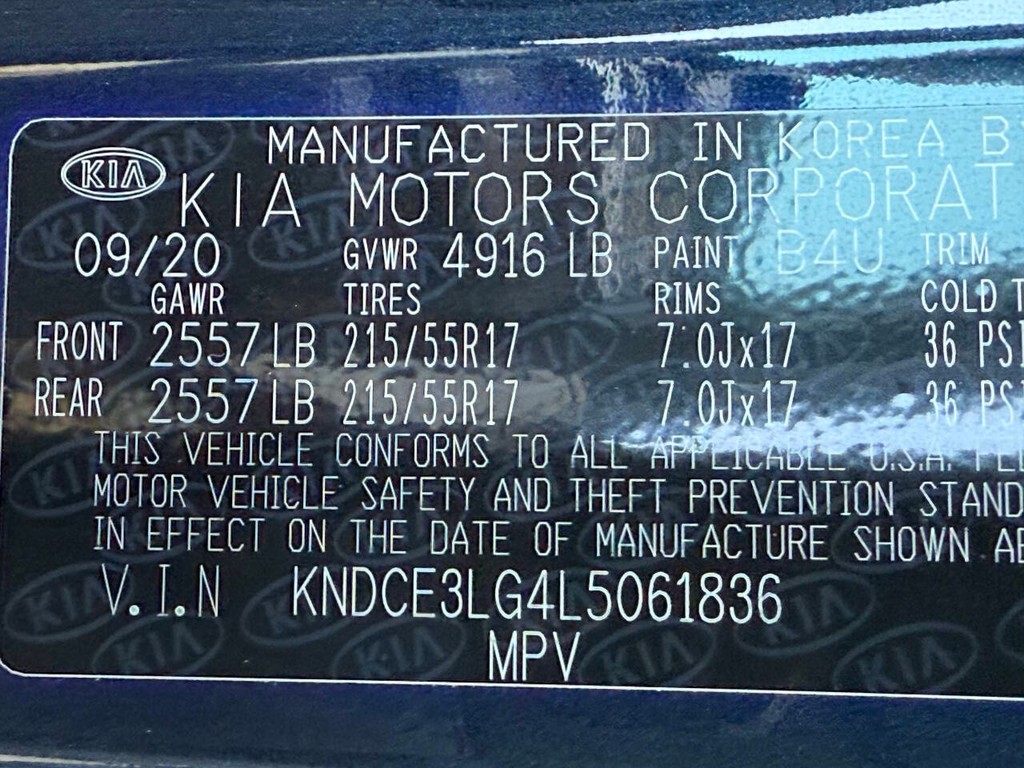 MANUFACTURED IN KOREA
KIA KIA MOTORS
09/20 GVWR 4916 LB PAINT B4U TRIM
GAWR TIRES RIMS COLD
FRONT 2557 LB 215/55R17 7.0Jx17 36 PSI
REAR 2557 LB 215/55R17 7.0Jx17 36
THIS VEHICLE CONFORMS TO ALL APPLICABLE U.S.A.
MOTOR VEHICLE SAFETY AND THEFT PREVENTION
IN EFFECT ON THE DATE OF MANUFACTURE SHOWN
V.I.N KNDCE3LG4L5061836
MPV